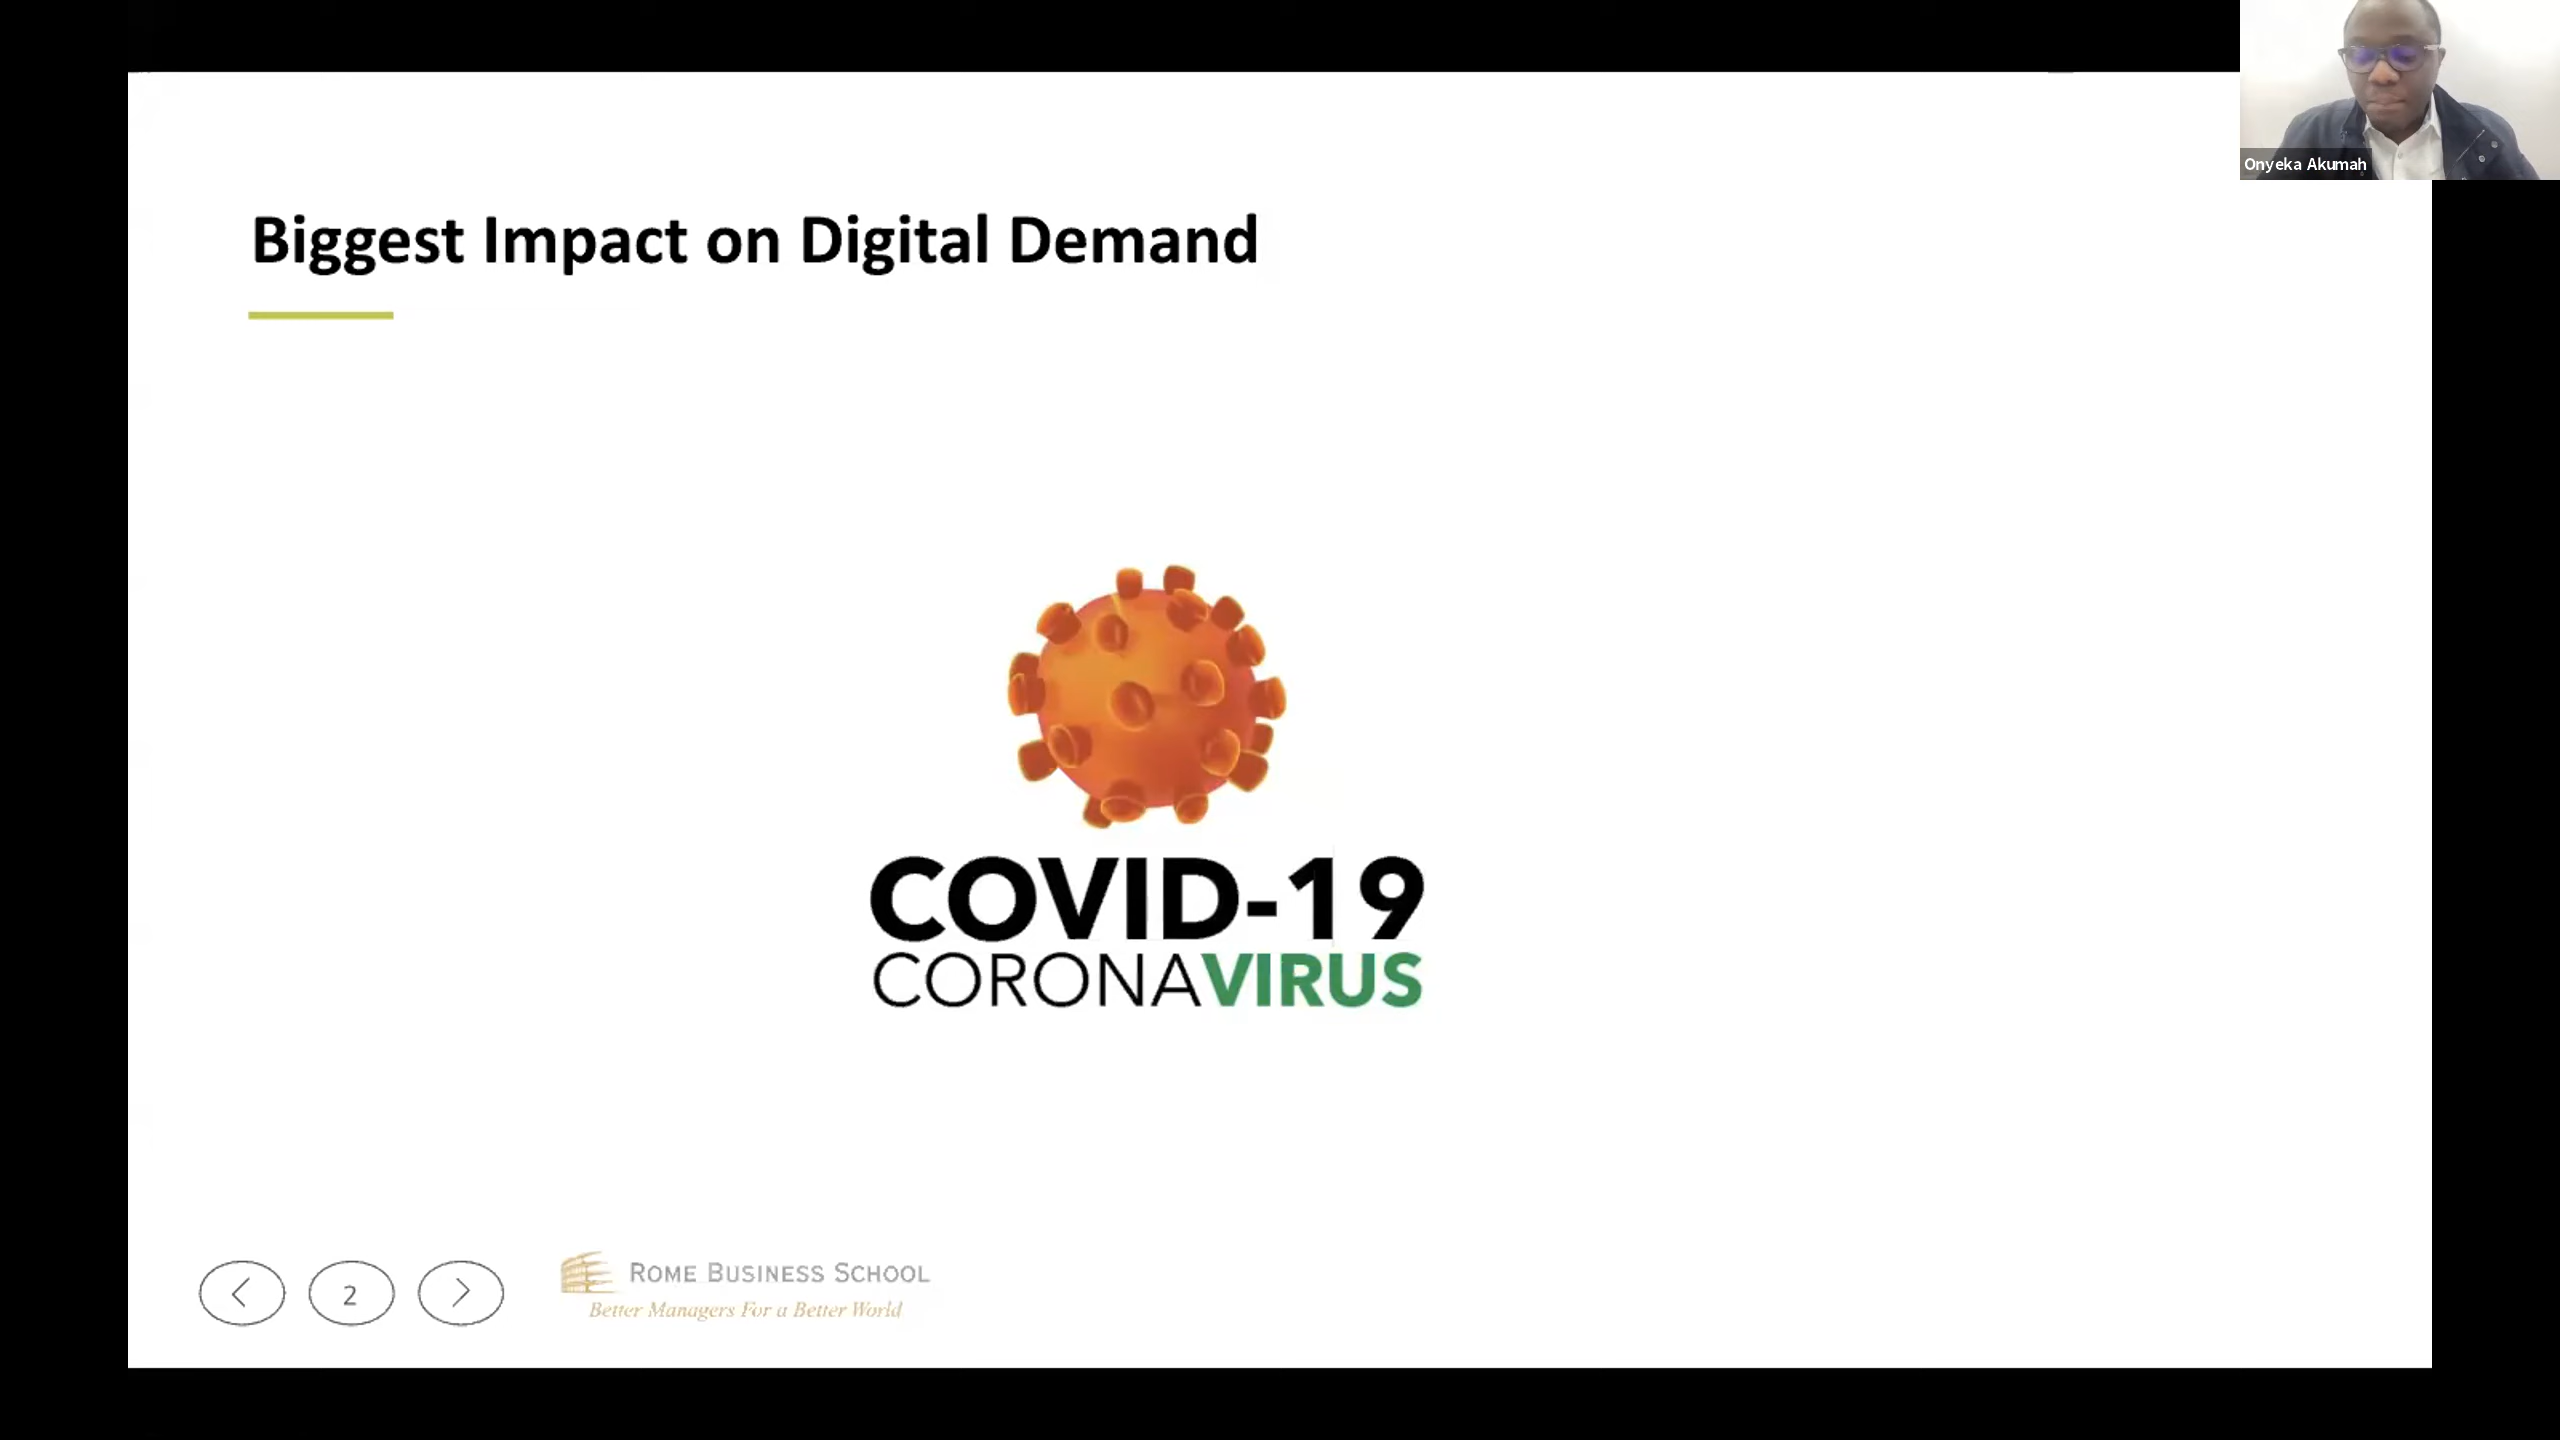 Onyeka Akumah
Biggest Impact on Digital Demand
COVID-19
CORONAVIRUS
2
ROME BUSINESS SCHOOL
Better Managers For a Better World